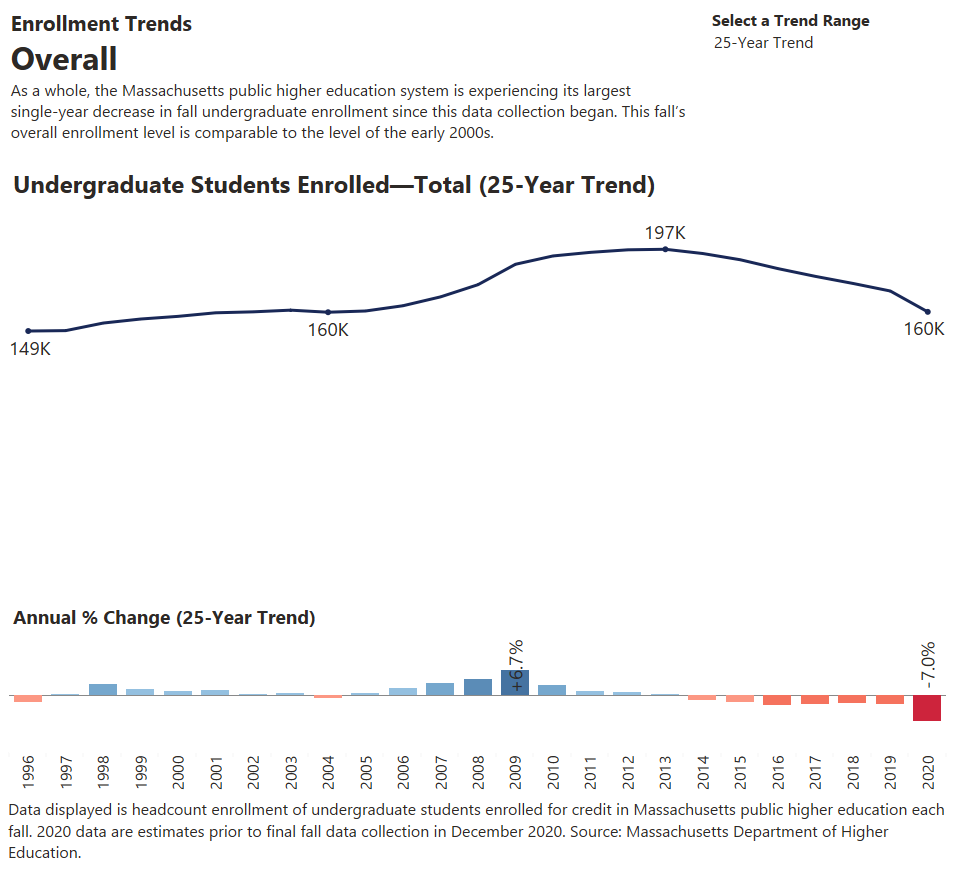 Enrollment Trends
Select a Trend Range
Overall
25-Year Trend
As a whole, the Massachusetts public higher education system is experiencing its largest
single-year decrease in fall undergraduate enrollment since this data collection began. This fall’s
overall enrollment level is comparable to the level of the early 2000s.
Undergraduate Students Enrolled—Total (25-Year Trend)
197K
160K
160K
149K
Annual % Change (25-Year Trend)
+6.7%
-7.0%
1996 1997 1998 1999 2000 2001 2002 2003 2004 2005 2006 2007 2008 2009 2010 2011 2012 2013 2014 2015 2016 2017 2018 2019 2020
Data displayed is headcount enrollment of undergraduate students enrolled for credit in Massachusetts public higher education each
fall. 2020 data are estimates prior to final fall data collection in December 2020. Source: Massachusetts Department of Higher
Education.